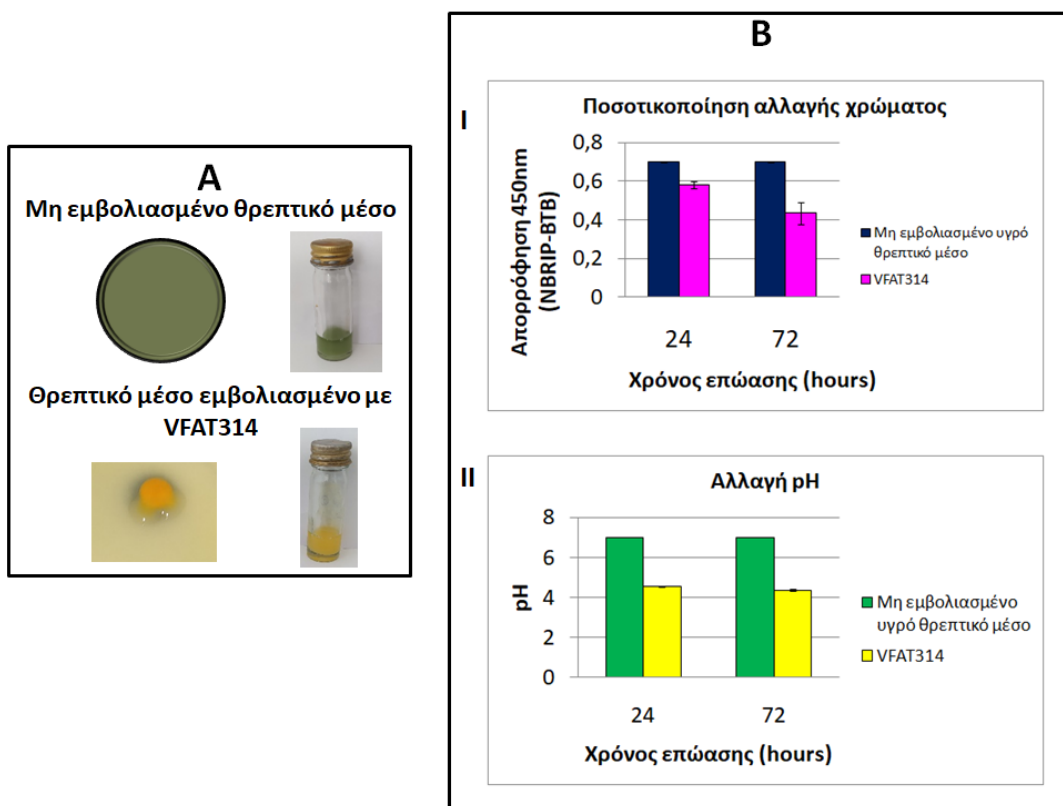 A
Μη εμβολιασμένο θρεπτικό μέσο
Θρεπτικό μέσο εμβολιασμένο με
VFAT314
B
I
Ποσοτικοποίηση αλλαγής χρώματος
Απορρόφηση 450nm
(NBRIP-BTB)
0,8
0,6
0,4
0,2
0
24
72
Χρόνος επώασης (hours)
Μη εμβολιασμένο υγρό
θρεπτικό μέσο
VFAT314
II
Αλλαγή pH
pH
8
6
4
2
0
24
72
Χρόνος επώασης (hours)
Μη εμβολιασμένο
υγρό θρεπτικό μέσο
VFAT314